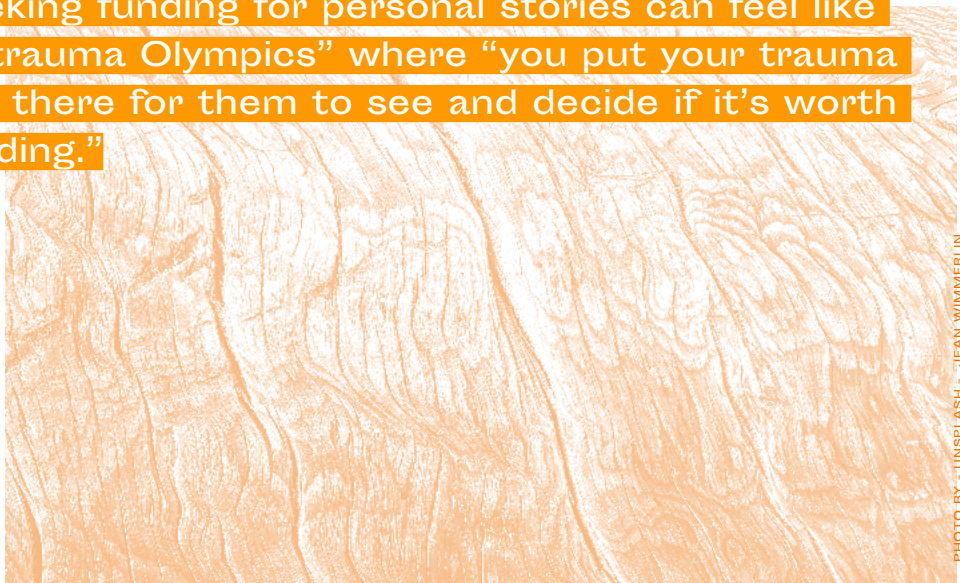 eking funding for personal stories can feel like
trauma Olympics” where “you put your trauma
there for them to see and decide if it’s worth
ding.”
PHOTO BY - UNSPLASH - JEAN WIMMERLIN